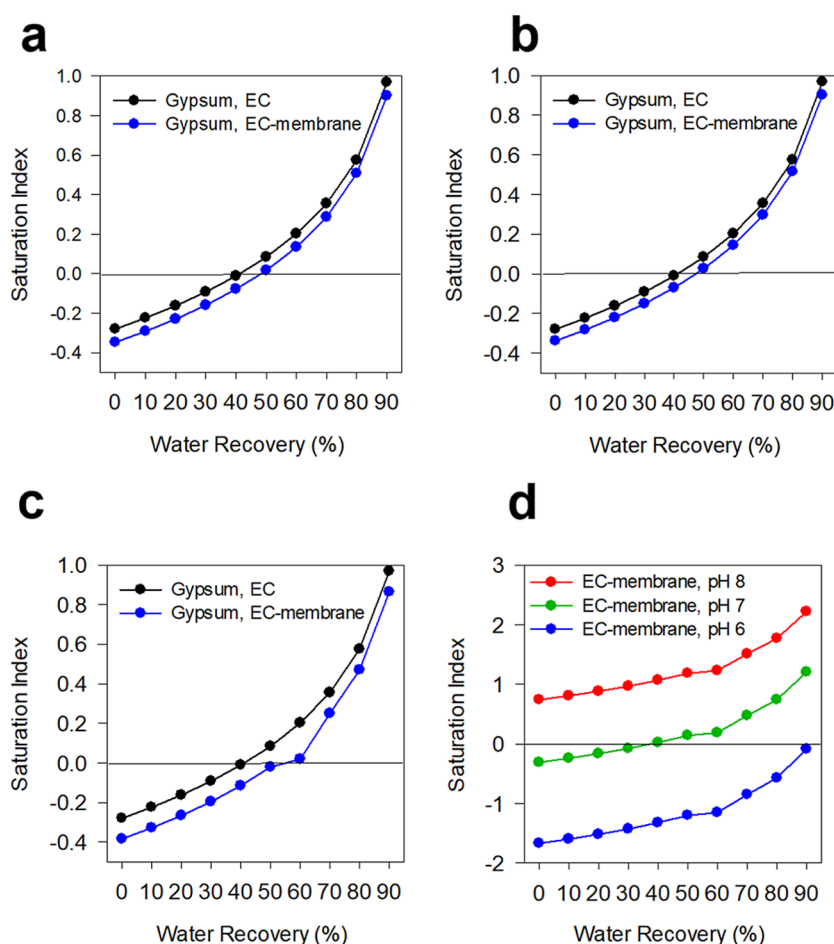 a
1.0
0.8
0.6
0.4
0.2
0.0
-0.2
-0.4
Saturation Index
Gypsum, EC
Gypsum, EC-membrane
0 10 20 30 40 50 60 70 80 90
Water Recovery (%)
b
1.0
0.8
0.6
0.4
0.2
0.0
-0.2
-0.4
Saturation Index
Gypsum, EC
Gypsum, EC-membrane
0 10 20 30 40 50 60 70 80 90
Water Recovery (%)
c
1.0
0.8
0.6
0.4
0.2
0.0
-0.2
-0.4
Saturation Index
Gypsum, EC
Gypsum, EC-membrane
0 10 20 30 40 50 60 70 80 90
Water Recovery (%)
d
3
2
1
0
-1
-2
Saturation Index
EC-membrane, pH 8
EC-membrane, pH 7
EC-membrane, pH 6
0 10 20 30 40 50 60 70 80 90
Water Recovery (%)